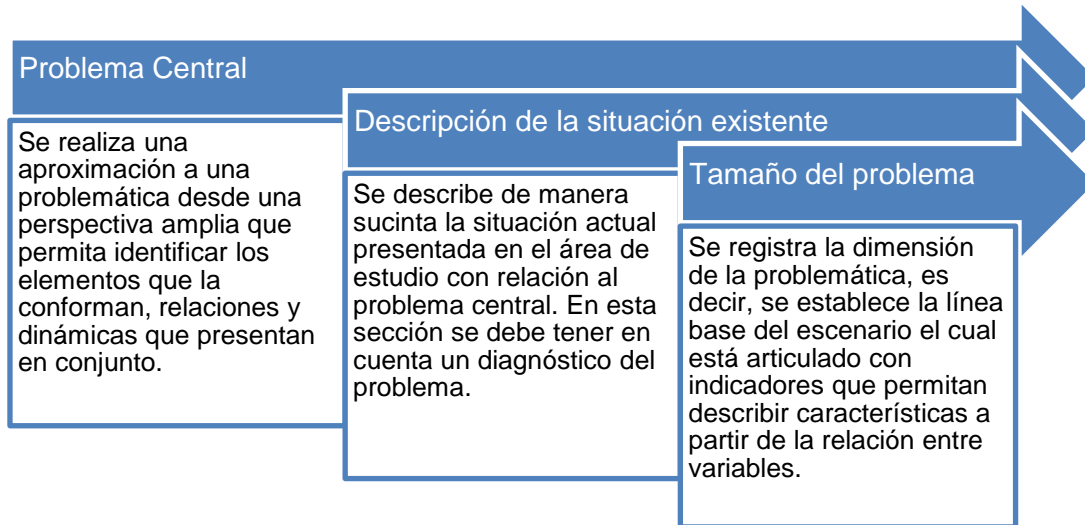 Problema Central
Se realiza una
aproximación a una
problemática desde una
perspectiva amplia que
permita identificar los
elementos que la
conforman, relaciones y
dinámicas que presentan
en conjunto.
Descripción de la situación existente
Se describe de manera
sucinta la situación actual
presentada en el área de
estudio con relación al
problema central. En esta
sección se debe tener en
cuenta un diagnóstico del
problema.
Tamaño del problema
Se registra la dimensión
de la problemática, es
decir, se establece la línea
base del escenario el cual
está articulado con
indicadores que permitan
describir características a
partir de la relación entre
variables.